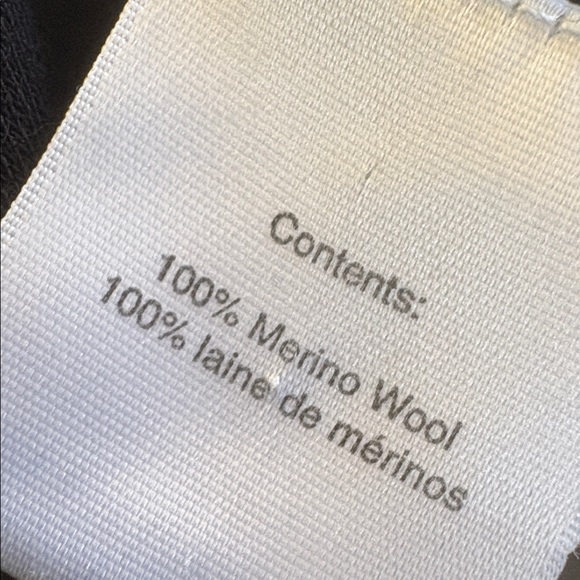 Contents:
100% Merino Wool
100% laine de mérinos